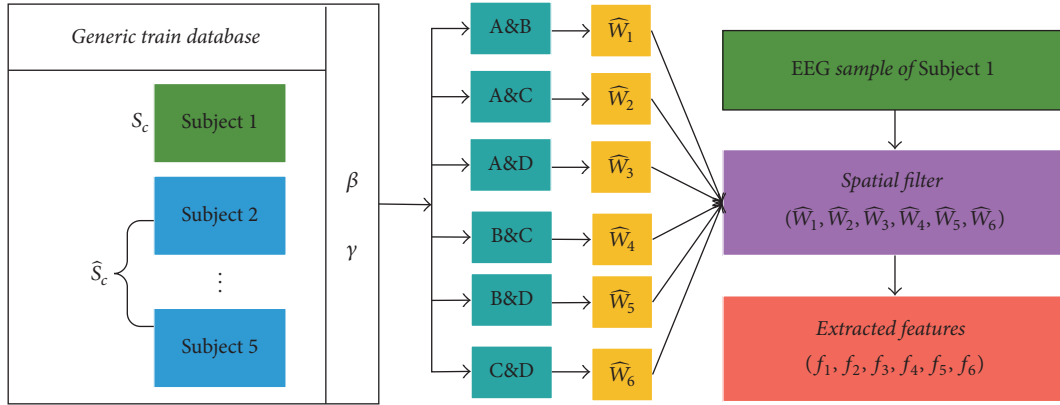 Generic train database
S_c
Subject 1
Subject 2
Ŝ_c
⋮
Subject 5
β
γ
A&B
Ŵ_1
A&C
Ŵ_2
A&D
Ŵ_3
B&C
Ŵ_4
B&D
Ŵ_5
C&D
Ŵ_6
EEG sample of Subject 1
Spatial filter
(Ŵ_1, Ŵ_2, Ŵ_3, Ŵ_4, Ŵ_5, Ŵ_6)
Extracted features
(f_1, f_2, f_3, f_4, f_5, f_6)